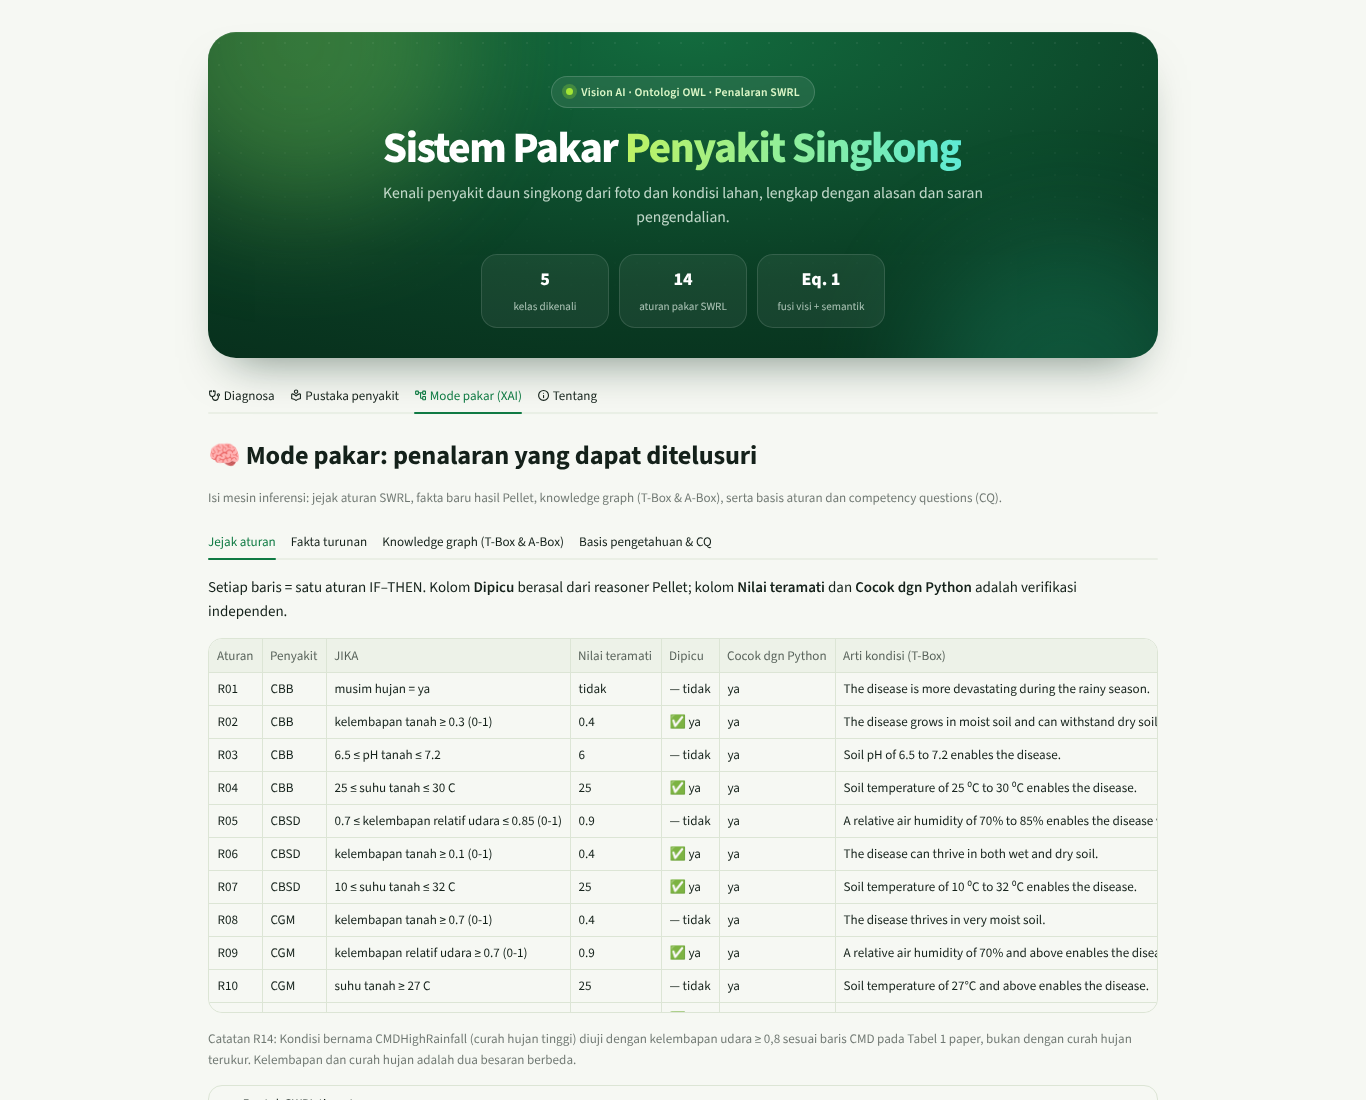 Vision AI · Ontologi OWL · Penalaran SWRL
Sistem Pakar Penyakit Singkong
Kenali penyakit daun singkong dari foto dan kondisi lahan, lengkap dengan alasan dan saran
pengendalian.
5
kelas dikenali
14
aturan pakar SWRL
Eq. 1
fusi visi + semantik
Diagnosa Pustaka penyakit Mode pakar (XAI) Tentang
Mode pakar: penalaran yang dapat ditelusuri
Isi mesin inferensi: jejak aturan SWRL, fakta baru hasil Pellet, knowledge graph (T-Box & A-Box), serta basis aturan dan competency questions (CQ).
Jejak aturan Fakta turunan Knowledge graph (T-Box & A-Box) Basis pengetahuan & CQ
Setiap baris = satu aturan IF–THEN. Kolom Dipicu berasal dari reasoner Pellet; kolom Nilai teramati dan Cocok dgn Python adalah verifikasi
independen.
Aturan Penyakit JIKA Nilai teramati Dipicu Cocok dgn Python Arti kondisi (T-Box)
R01 CBB musim hujan = ya tidak — tidak ya The disease is more devastating during the rainy season.
R02 CBB kelembapan tanah ≥ 0.3 (0-1) 0.4 ✅ ya ya The disease grows in moist soil and can withstand dry soil
R03 CBB 6.5 ≤ pH tanah ≤ 7.2 6 — tidak ya Soil pH of 6.5 to 7.2 enables the disease.
R04 CBB 25 ≤ suhu tanah ≤ 30 C 25 ✅ ya ya Soil temperature of 25 ⁰C to 30 ⁰C enables the disease.
R05 CBSD 0.7 ≤ kelembapan relatif udara ≤ 0.85 (0-1) 0.9 — tidak ya A relative air humidity of 70% to 85% enables the disease
R06 CBSD kelembapan tanah ≥ 0.1 (0-1) 0.4 ✅ ya ya The disease can thrive in both wet and dry soil.
R07 CBSD 10 ≤ suhu tanah ≤ 32 C 25 ✅ ya ya Soil temperature of 10 ⁰C to 32 ⁰C enables the disease.
R08 CGM kelembapan tanah ≥ 0.7 (0-1) 0.4 — tidak ya The disease thrives in very moist soil.
R09 CGM kelembapan relatif udara ≥ 0.7 (0-1) 0.9 ✅ ya ya A relative air humidity of 70% and above enables the disea
R10 CGM suhu tanah ≥ 27 C 25 — tidak ya Soil temperature of 27°C and above enables the disease.
Catatan R14: Kondisi bernama CMDHighRainfall (curah hujan tinggi) diuji dengan kelembapan udara ≥ 0,8 sesuai baris CMD pada Tabel 1 paper, bukan dengan curah hujan
terukur. Kelembapan dan curah hujan adalah dua besaran berbeda.